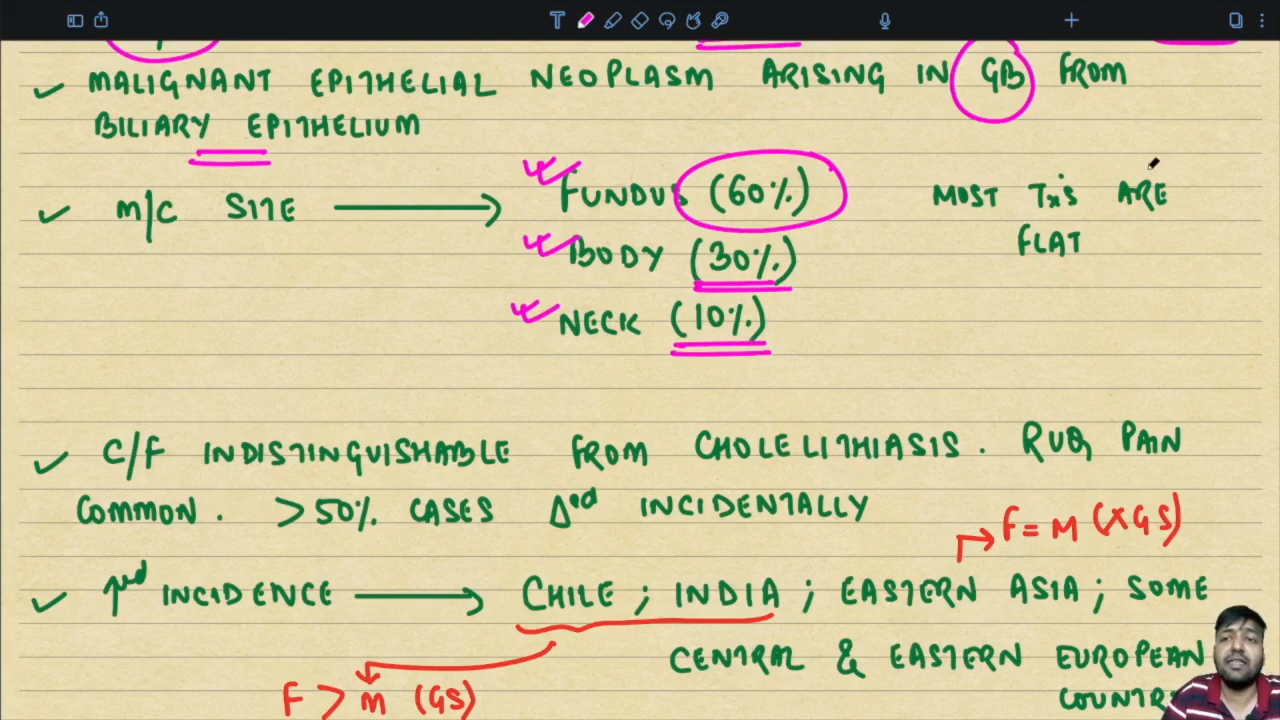 ✓ MALIGNANT EPITHELIAL NEOPLASM ARISING IN GB FROM
BILIARY EPITHELIUM
✓ M/C SITE → FUNDUS (60%)
BODY (30%)
NECK (10%)
MOST Tx's ARE
FLAT
✓ C/F INDISTINGUISHABLE FROM CHOLELITHIASIS. RUQ PAIN
COMMON. >50% CASES Δed INCIDENTALLY
F = M (XGS)
✓ ↑ed INCIDENCE → CHILE ; INDIA ; EASTERN ASIA ; SOME
CENTRAL & EASTERN EUROPEAN
F > M (GS)